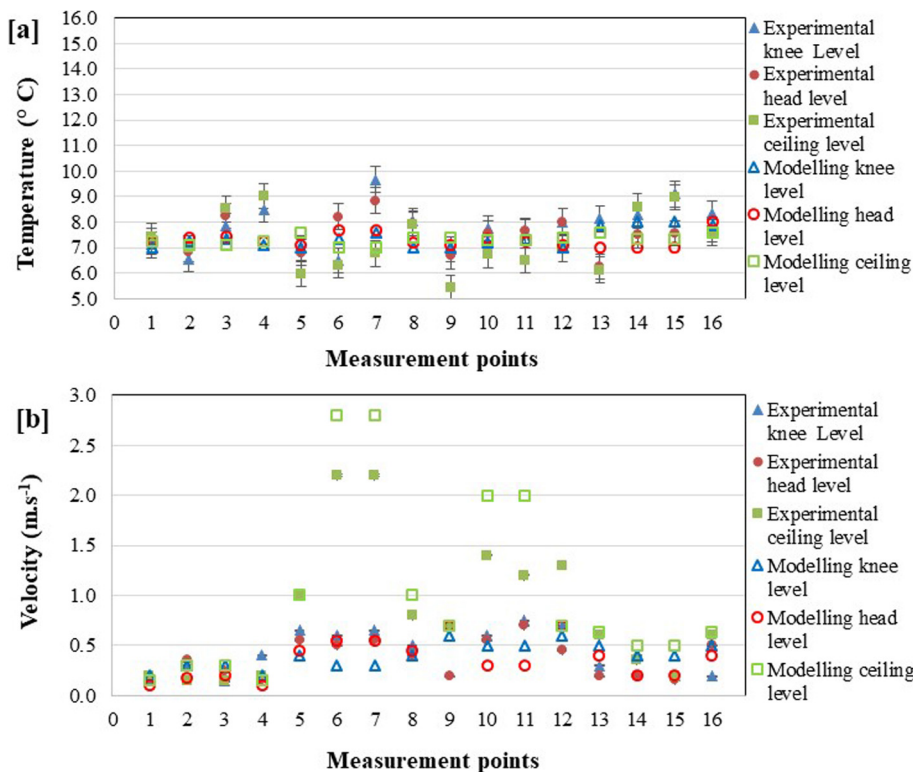 [a]
16.0
15.0
14.0
13.0
12.0
11.0
10.0
9.0
8.0
7.0
6.0
5.0
Temperature (° C)
0 1 2 3 4 5 6 7 8 9 10 11 12 13 14 15 16
Measurement points
Experimental
knee Level
Experimental
head level
Experimental
ceiling level
Modelling knee
level
Modelling head
level
Modelling ceiling
level
[b]
3.0
2.5
2.0
1.5
1.0
0.5
0.0
Velocity (m.s⁻¹)
0 1 2 3 4 5 6 7 8 9 10 11 12 13 14 15 16
Measurement points
Experimental
knee Level
Experimental
head level
Experimental
ceiling level
Modelling knee
level
Modelling head
level
Modelling ceiling
level